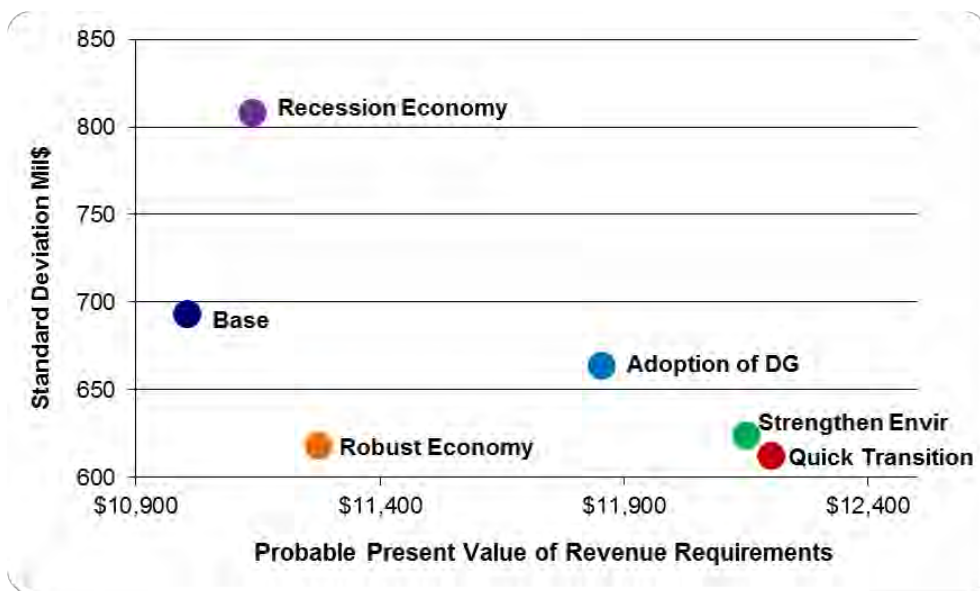 850
800
750
700
650
600
Standard Deviation Mil$
Recession Economy
Base
Adoption of DG
Robust Economy
Strengthen Envir
Quick Transition
$10,900
$11,400
$11,900
$12,400
Probable Present Value of Revenue Requirements